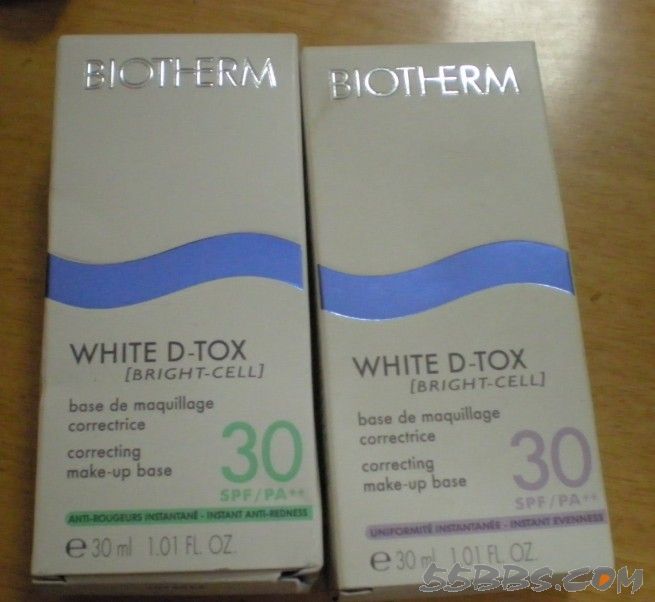 BIOTHERM
WHITE D-TOX
[BRIGHT-CELL]
base de maquillage
correctrice
correcting
make-up base
30
SPF/PA++
ANTI-ROUGEURS INSTANTANÉ - INSTANT ANTI-REDNESS
e 30 ml 1.01 FL. OZ.
BIOTHERM
WHITE D-TOX
[BRIGHT-CELL]
base de maquillage
correctrice
correcting
make-up base
30
SPF/PA++
UNIFORMITÉ INSTANTANÉE - INSTANT EVENNESS
e 30 ml 1.01 FL. OZ.
55BBS.COM